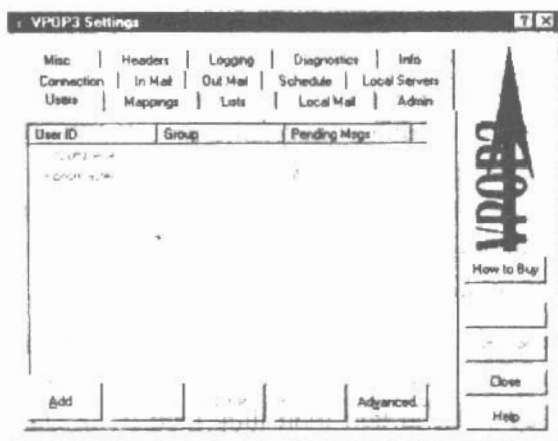 VPOP3 Settings
Misc Headers Logging Diagnostics Info
Connection In Mail Out Mail Schedule Local Servers
Users Mappings Lists Local Mail Admin
User ID Group Pending Msgs
VPOP3
How to Buy
Close
Help
Add Advanced